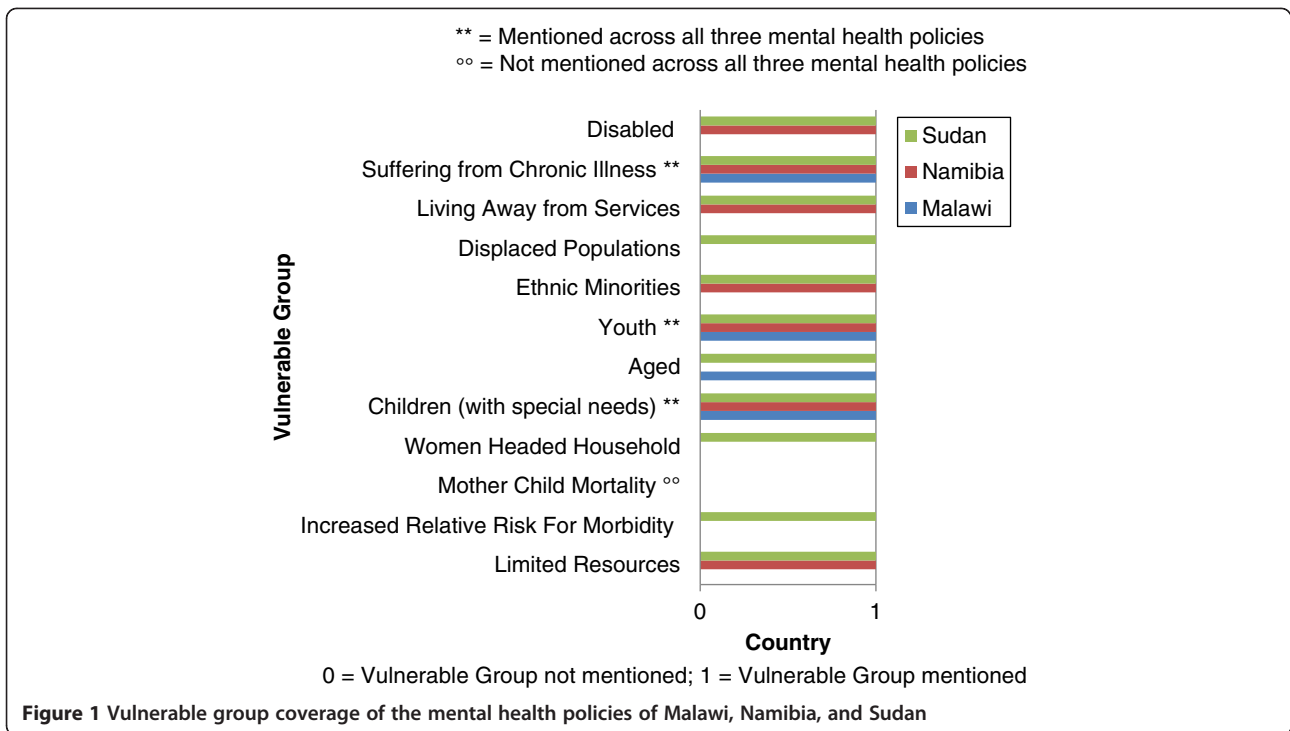 ** = Mentioned across all three mental health policies
°° = Not mentioned across all three mental health policies
Vulnerable Group
Disabled
Suffering from Chronic Illness **
Living Away from Services
Displaced Populations
Ethnic Minorities
Youth **
Aged
Children (with special needs) **
Women Headed Household
Mother Child Mortality °°
Increased Relative Risk For Morbidity
Limited Resources
Sudan
Namibia
Malawi
0 1
Country
0 = Vulnerable Group not mentioned; 1 = Vulnerable Group mentioned
Figure 1 Vulnerable group coverage of the mental health policies of Malawi, Namibia, and Sudan